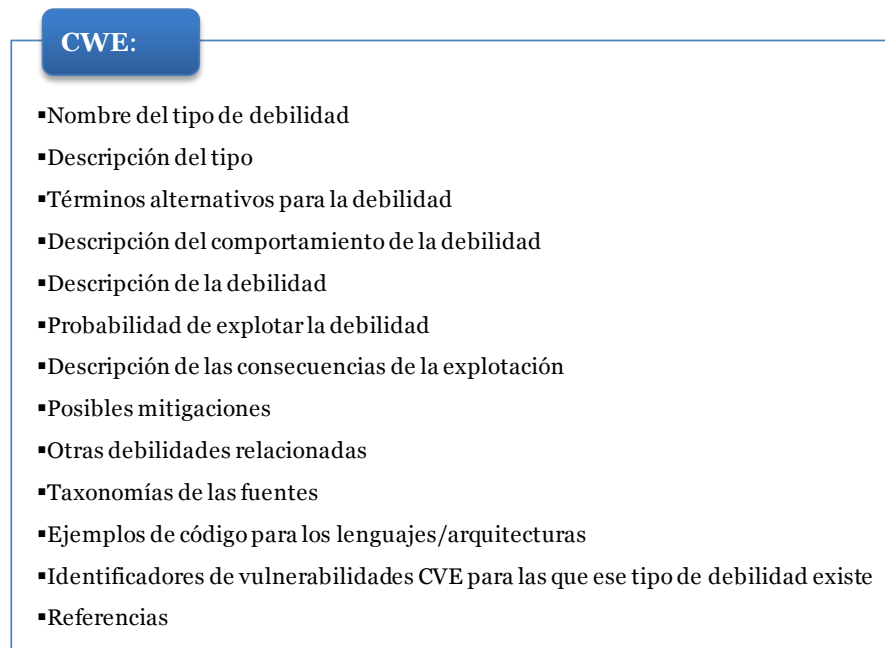 CWE:
▪Nombre del tipo de debilidad
▪Descripción del tipo
▪Términos alternativos para la debilidad
▪Descripción del comportamiento de la debilidad
▪Descripción de la debilidad
▪Probabilidad de explotar la debilidad
▪Descripción de las consecuencias de la explotación
▪Posibles mitigaciones
▪Otras debilidades relacionadas
▪Taxonomías de las fuentes
▪Ejemplos de código para los lenguajes/arquitecturas
▪Identificadores de vulnerabilidades CVE para las que ese tipo de debilidad existe
▪Referencias